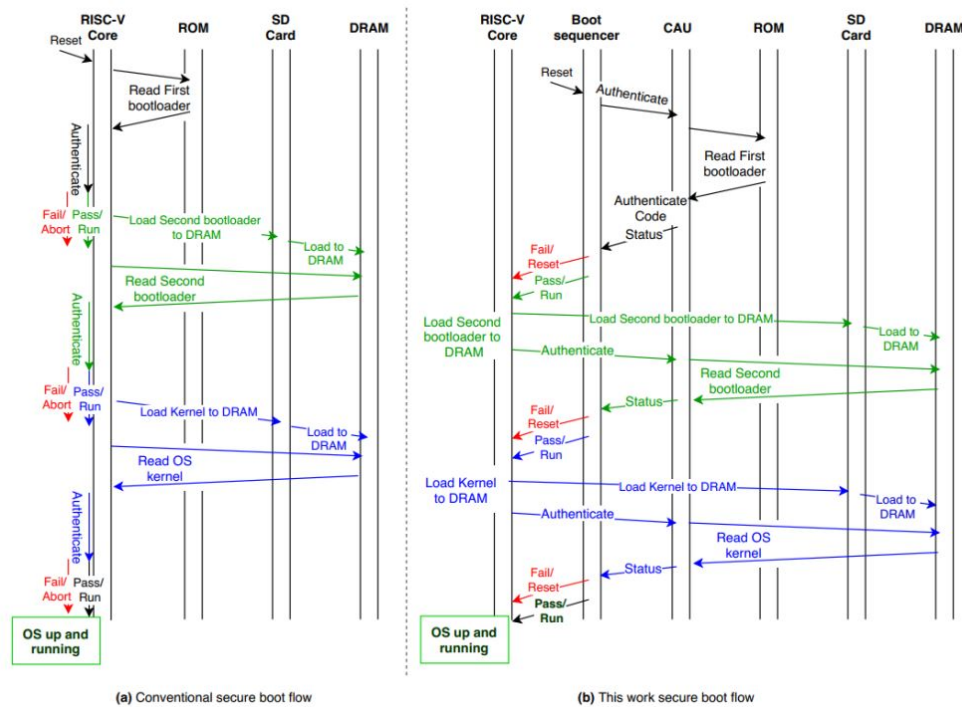 RISC-V
Core
ROM
SD
Card
DRAM
Reset
Read First
bootloader
Authenticate
Fail/
Abort
Pass/
Run
Load Second bootloader
to DRAM
Load to
DRAM
Read Second
bootloader
Authenticate
Fail/
Abort
Pass/
Run
Load Kernel to DRAM
Load to
DRAM
Read OS
kernel
Authenticate
Fail/
Abort
Pass/
Run
OS up and
running
(a) Conventional secure boot flow
RISC-V
Core
Boot
sequencer
CAU
ROM
SD
Card
DRAM
Reset
Authenticate
Read First
bootloader
Authenticate
Code
Status
Fail/
Reset
Pass/
Run
Load Second
bootloader to
DRAM
Load Second bootloader to DRAM
Load to
DRAM
Authenticate
Read Second
bootloader
Status
Fail/
Reset
Pass/
Run
Load Kernel
to DRAM
Load Kernel to DRAM
Load to
DRAM
Authenticate
Read OS
kernel
Status
Fail/
Reset
Pass/
Run
OS up and
running
(b) This work secure boot flow